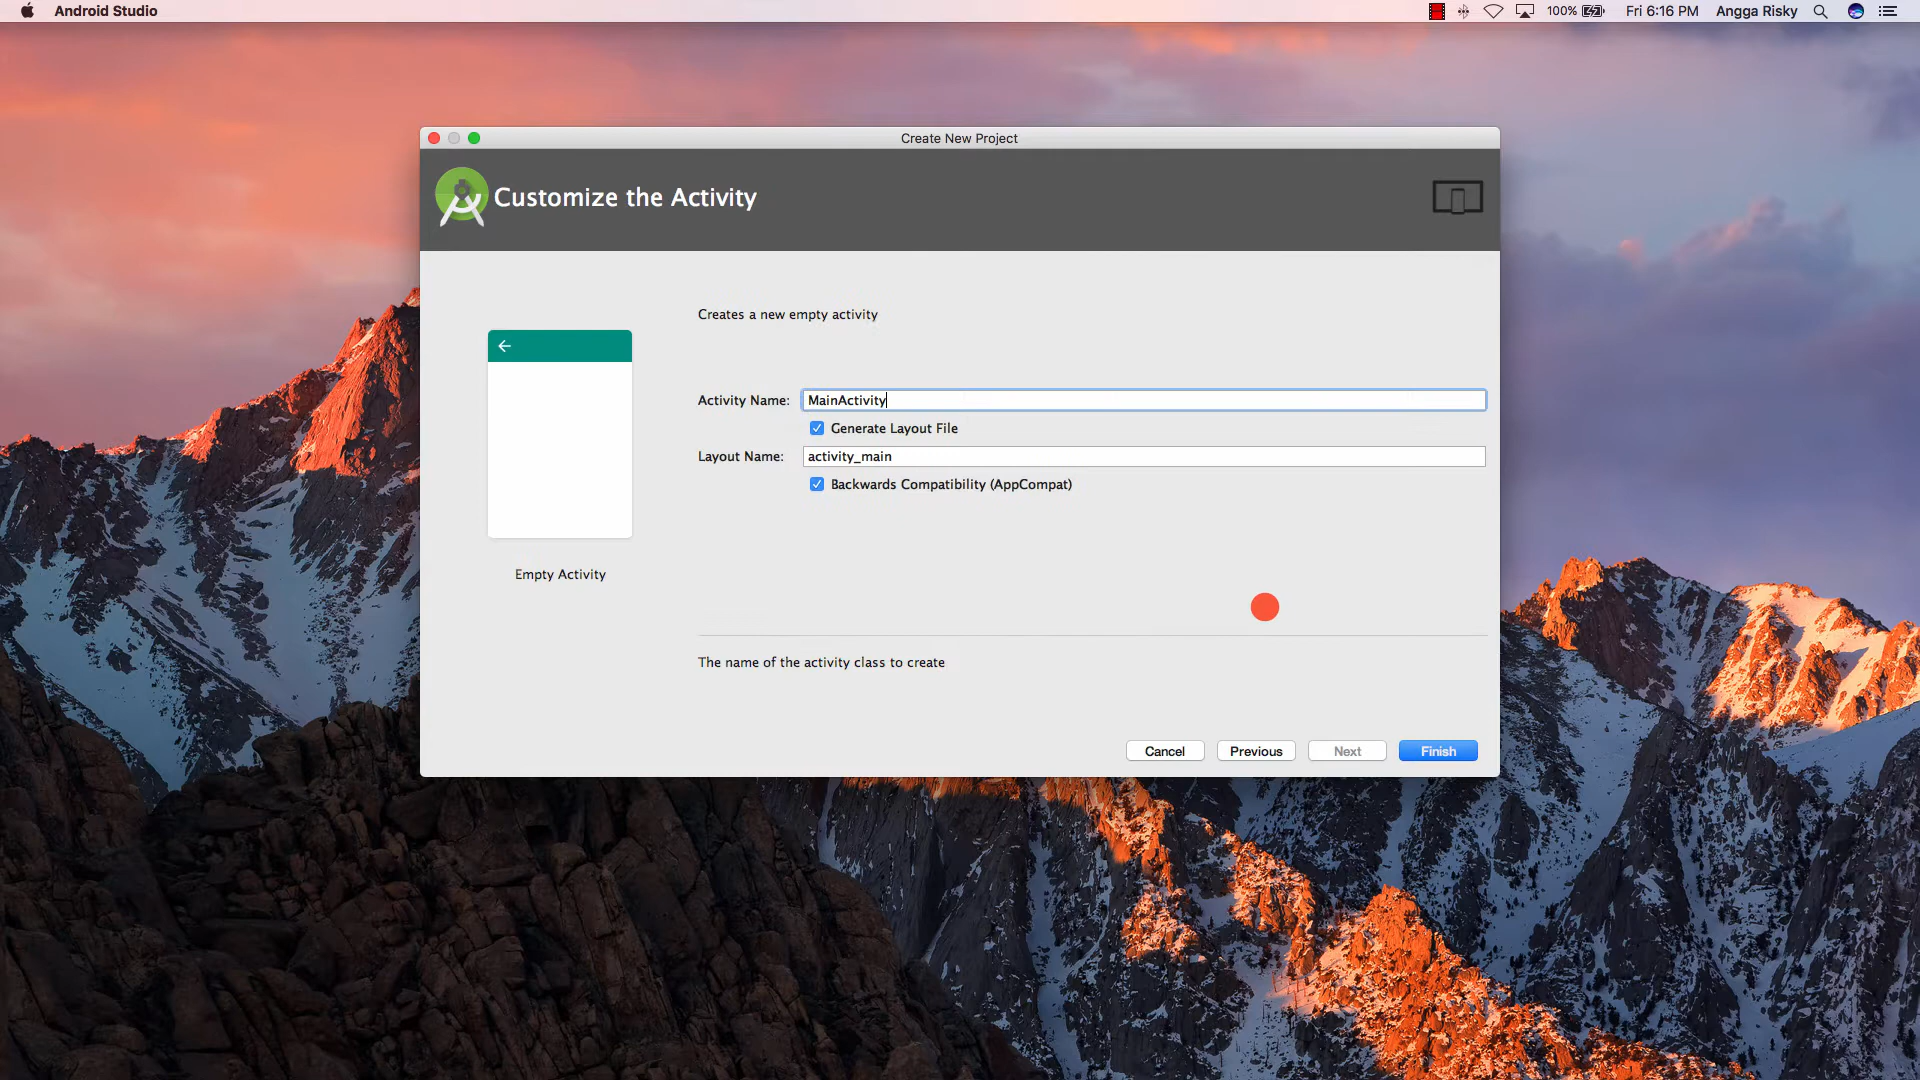 Android Studio
100%
Fri 6:16 PM
Angga Risky
Create New Project
Customize the Activity
Creates a new empty activity
Activity Name: MainActivity
Generate Layout File
Layout Name: activity_main
Backwards Compatibility (AppCompat)
Empty Activity
The name of the activity class to create
Cancel
Previous
Next
Finish